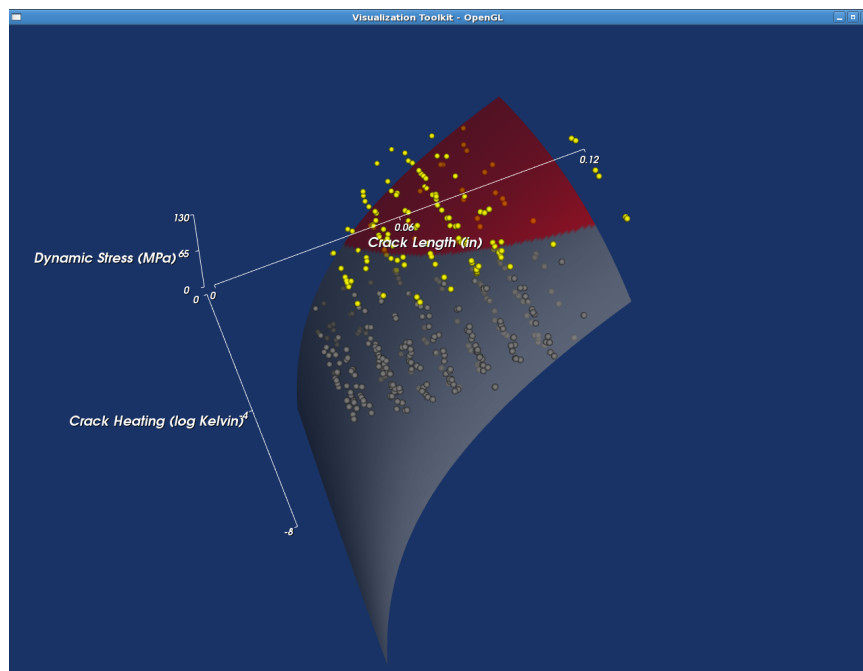 Visualization Toolkit - OpenGL
0.12
130
0.06
Crack Length (in)
Dynamic Stress (MPa)
65
0
0
0
Crack Heating (log Kelvin)
-4
-8